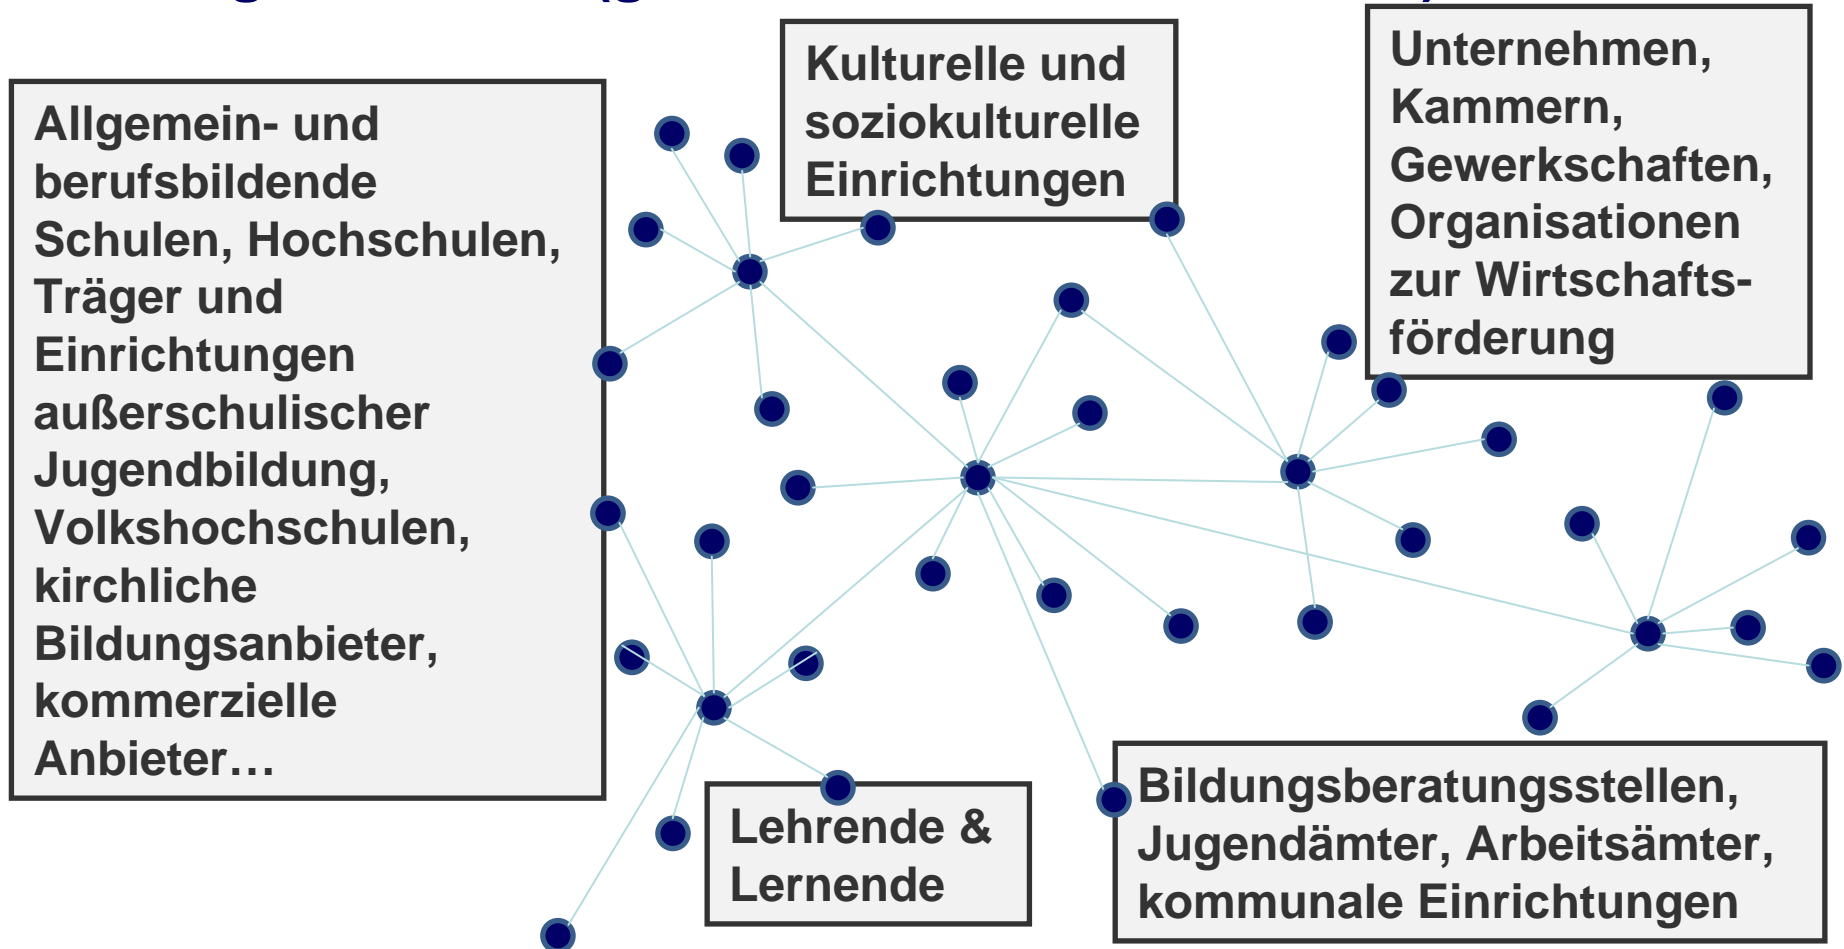 Allgemein- und
berufsbildende
Schulen, Hochschulen,
Träger und
Einrichtungen
außerschulischer
Jugendbildung,
Volkshochschulen,
kirchliche
Bildungsanbieter,
kommerzielle
Anbieter…
Kulturelle und
soziokulturelle
Einrichtungen
Unternehmen,
Kammern,
Gewerkschaften,
Organisationen
zur Wirtschafts-
förderung
Lehrende &
Lernende
Bildungsberatungsstellen,
Jugendämter, Arbeitsämter,
kommunale Einrichtungen